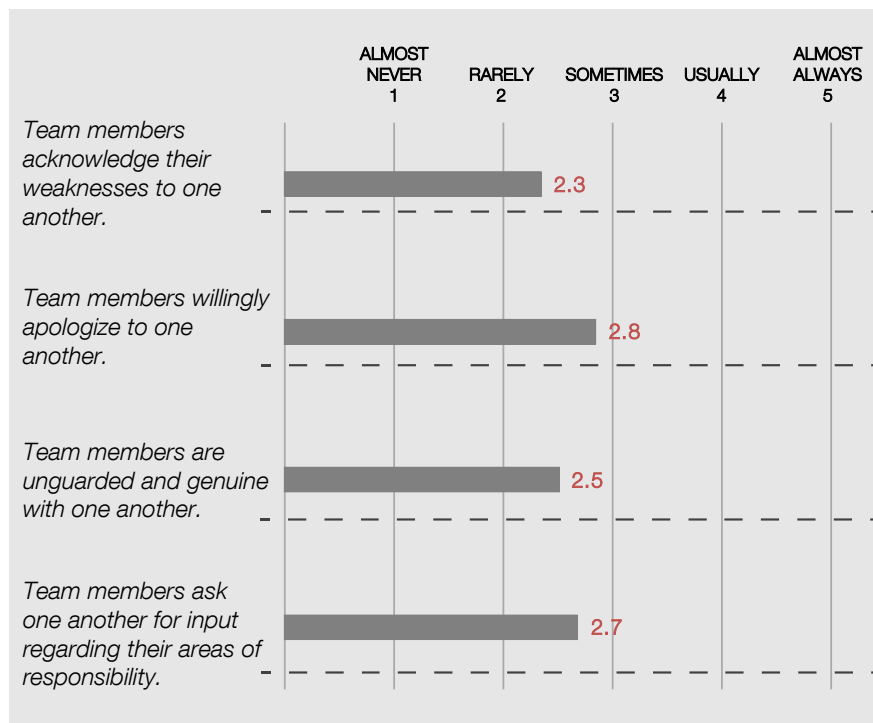 ALMOST
NEVER
1
RARELY
2
SOMETIMES
3
USUALLY
4
ALMOST
ALWAYS
5
Team members
acknowledge their
weaknesses to one
another.
2.3
Team members willingly
apologize to one
another.
2.8
Team members are
unguarded and genuine
with one another.
2.5
Team members ask
one another for input
regarding their areas of
responsibility.
2.7